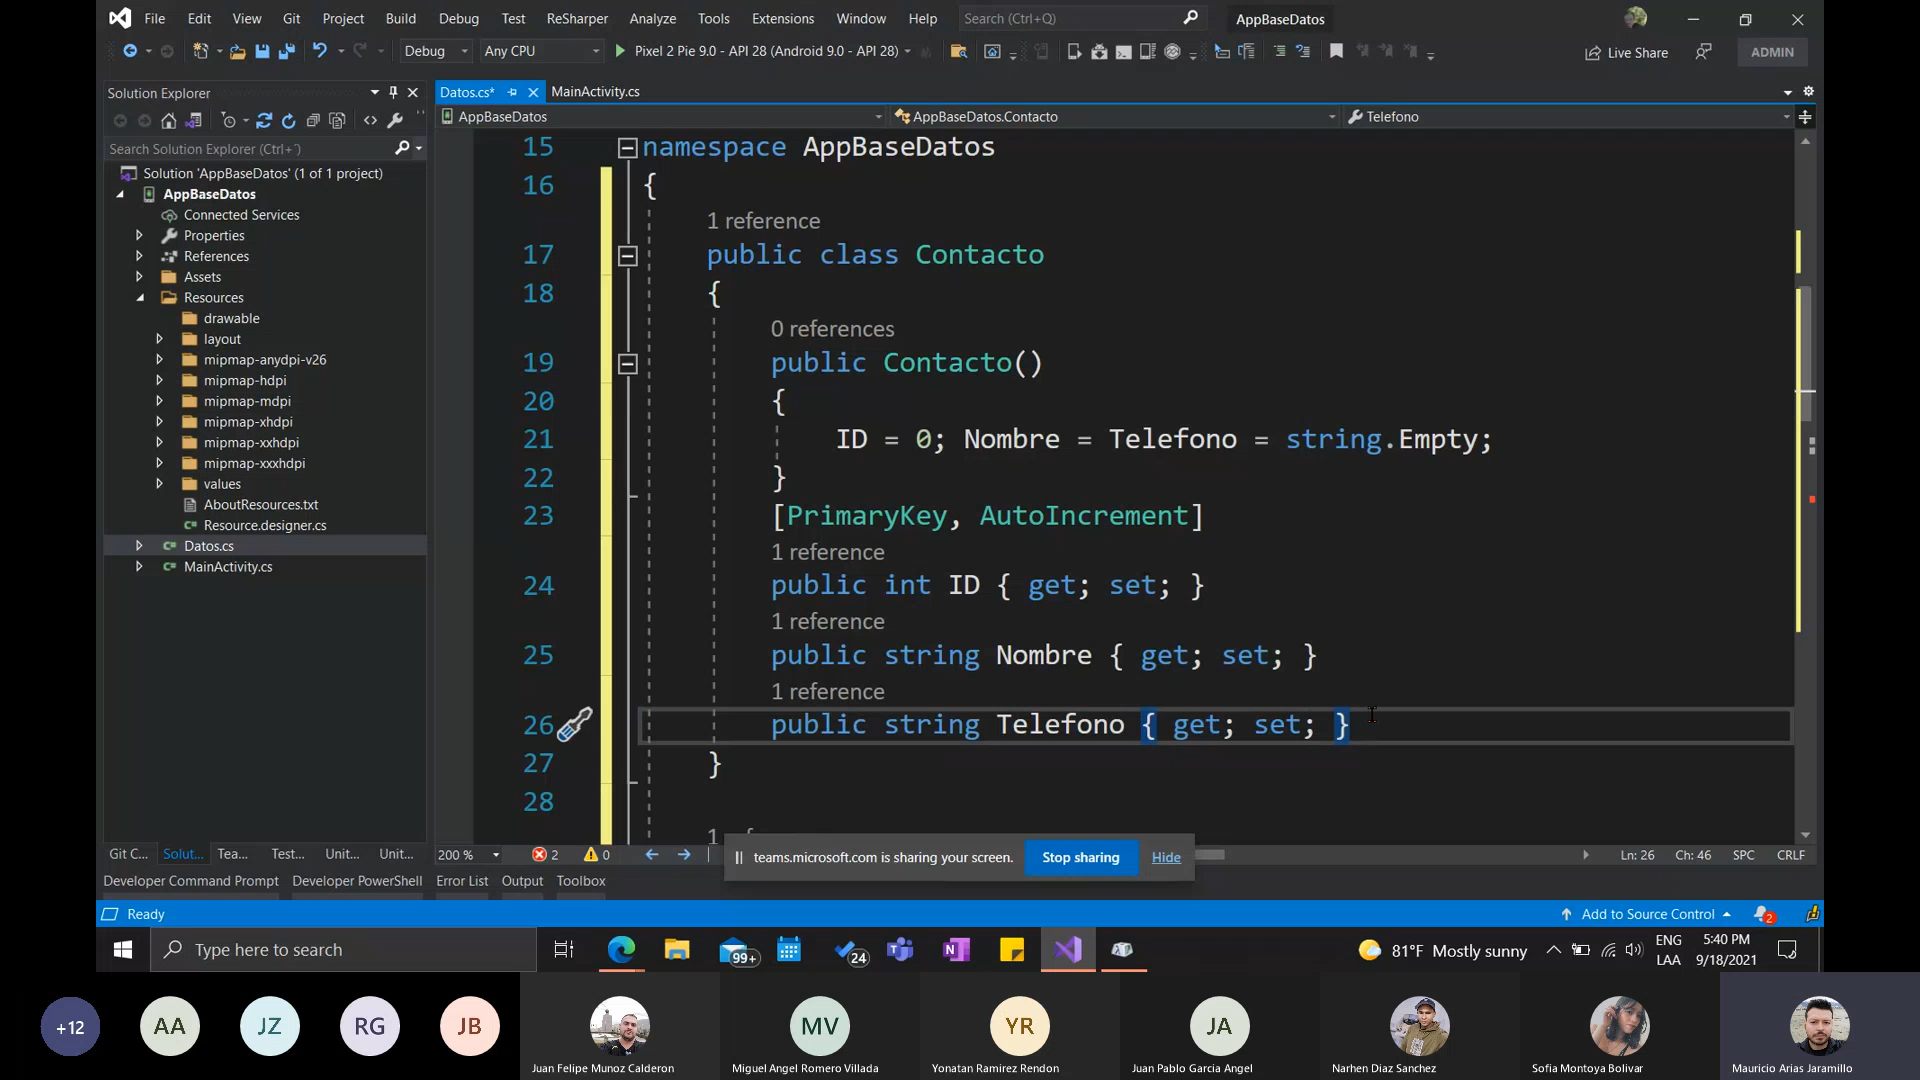 File Edit View Git Project Build Debug Test ReSharper Analyze Tools Extensions Window Help Search (Ctrl+Q) AppBaseDatos
Debug Any CPU Pixel 2 Pie 9.0 - API 28 (Android 9.0 - API 28) Live Share ADMIN
Solution Explorer
Datos.cs* MainActivity.cs
AppBaseDatos AppBaseDatos.Contacto Telefono
Search Solution Explorer (Ctrl+´)
Solution 'AppBaseDatos' (1 of 1 project)
AppBaseDatos
Connected Services
Properties
References
Assets
Resources
drawable
layout
mipmap-anydpi-v26
mipmap-hdpi
mipmap-mdpi
mipmap-xhdpi
mipmap-xxhdpi
mipmap-xxxhdpi
values
AboutResources.txt
Resource.designer.cs
Datos.cs
MainActivity.cs
15 namespace AppBaseDatos
16 {
1 reference
17 public class Contacto
18 {
0 references
19 public Contacto()
20 {
21 ID = 0; Nombre = Telefono = string.Empty;
22 }
23 [PrimaryKey, AutoIncrement]
1 reference
24 public int ID { get; set; }
1 reference
25 public string Nombre { get; set; }
1 reference
26 public string Telefono { get; set; }
27 }
28
Git C... Solut... Tea... Test... Unit... Unit... 200 % 2 0 Ln: 26 Ch: 46 SPC CRLF
teams.microsoft.com is sharing your screen. Stop sharing Hide
Developer Command Prompt Developer PowerShell Error List Output Toolbox
Ready Add to Source Control 2
Type here to search 99+ 24 81°F Mostly sunny ENG LAA 5:40 PM 9/18/2021
+12 AA JZ RG JB MV YR JA
Juan Felipe Munoz Calderon Miguel Angel Romero Villada Yonatan Ramirez Rendon Juan Pablo Garcia Angel Narhen Diaz Sanchez Sofia Montoya Bolivar Mauricio Arias Jaramillo